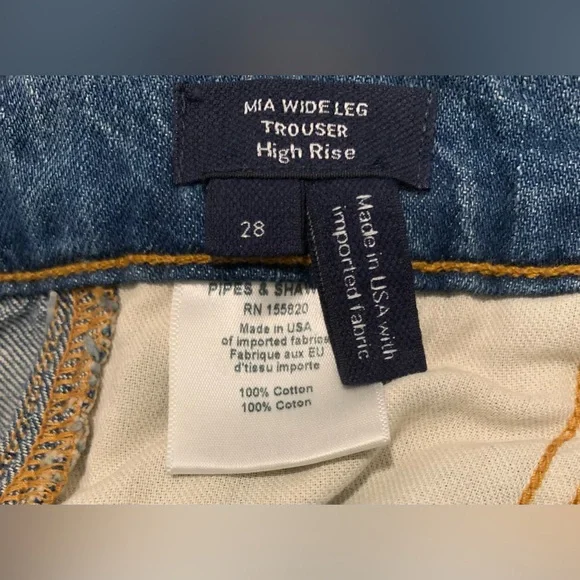 MIA WIDE LEG
TROUSER
High Rise
28
Made in USA with
imported fabric
PIPES &
RN 155820
Made in USA
of imported fabrics
Fabrique aux EU
d'tissu importe
100% Cotton
100% Coton